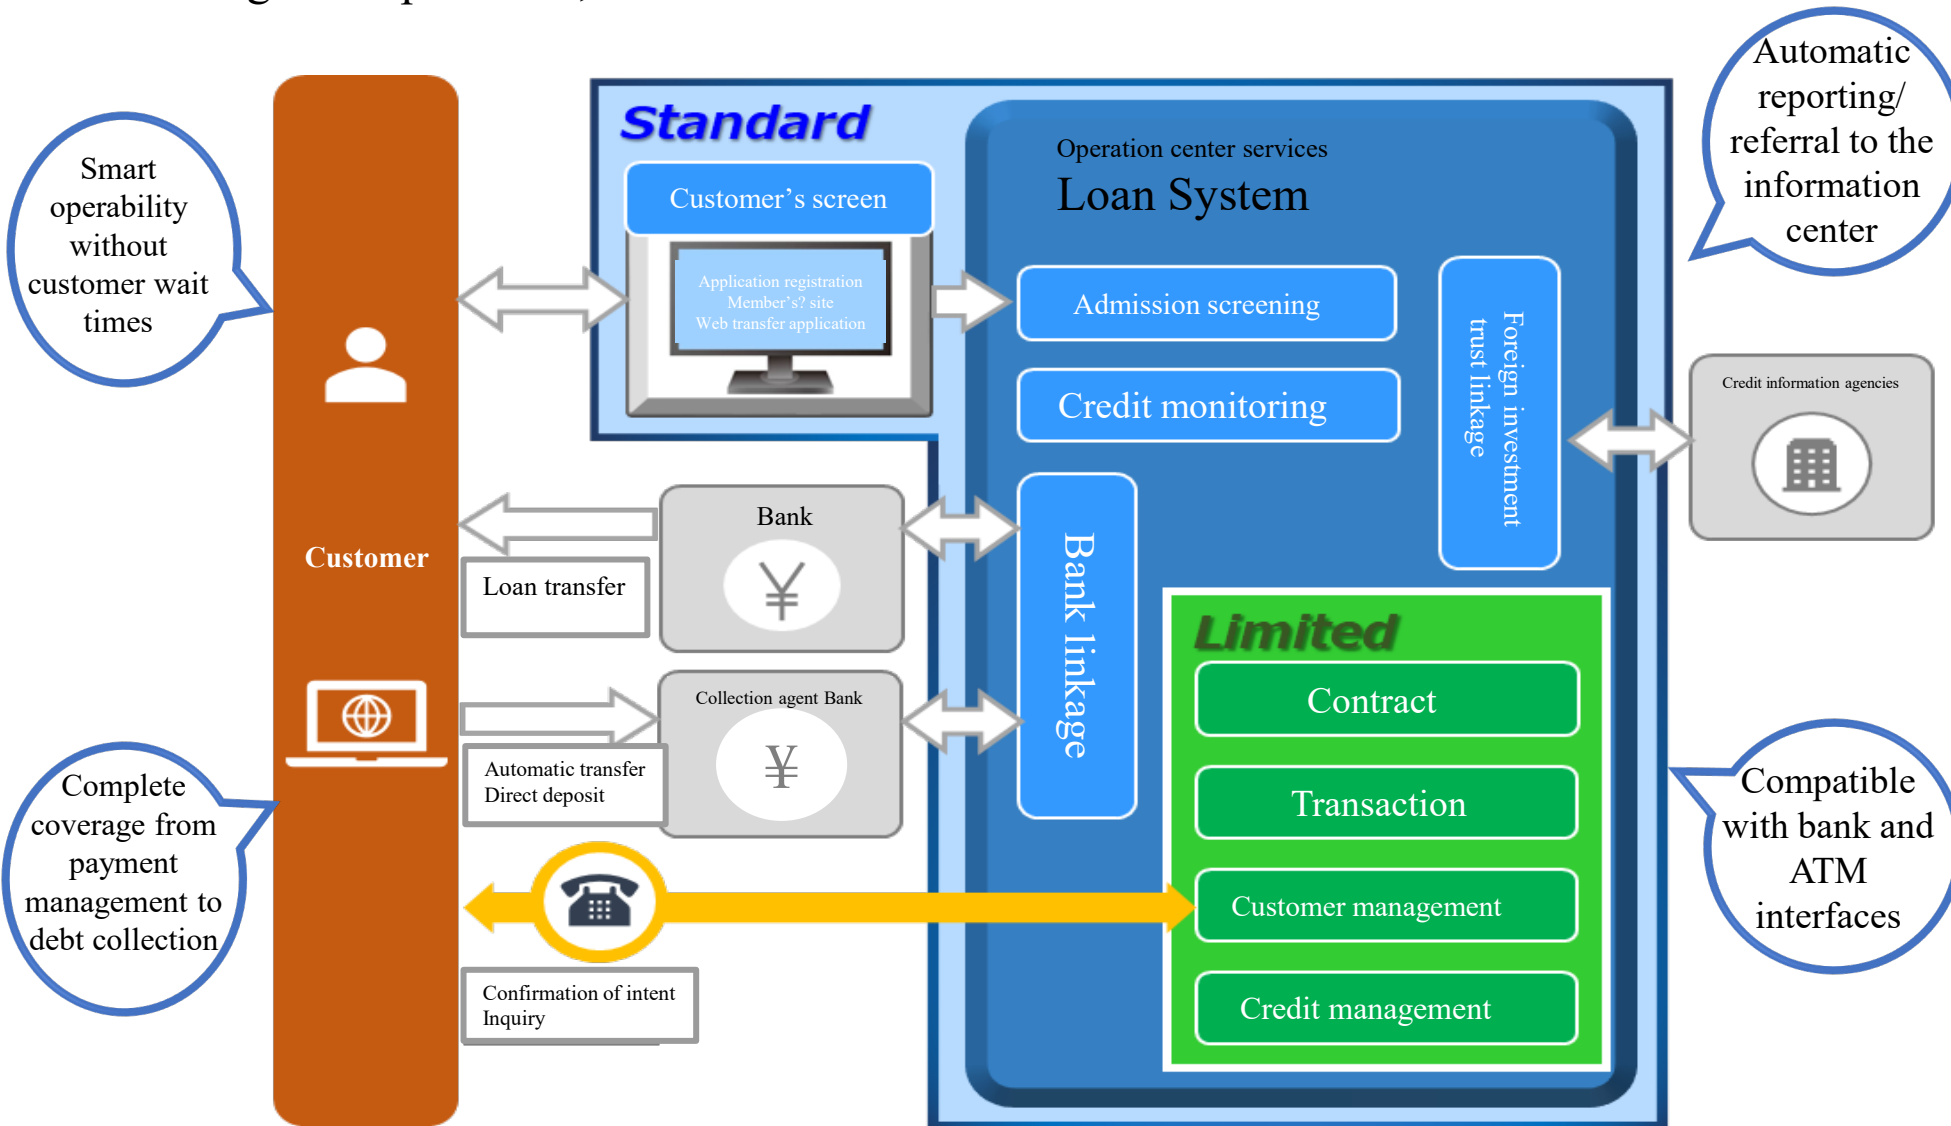 Automatic
reporting/
referral to the
information
center
Standard
Smart
operability
without
customer wait
times
Customer's screen
Application registration
Member's? site
Web transfer application
Operation center services
Loan System
Admission screening
Credit monitoring
Foreign investment
trust linkage
Credit information agencies
Customer
Bank
Loan transfer
Bank linkage
Collection agent Bank
Automatic transfer
Direct deposit
Limited
Contract
Transaction
Customer management
Credit management
Complete
coverage from
payment
management to
debt collection
Compatible
with bank and
ATM
interfaces
Confirmation of intent
Inquiry